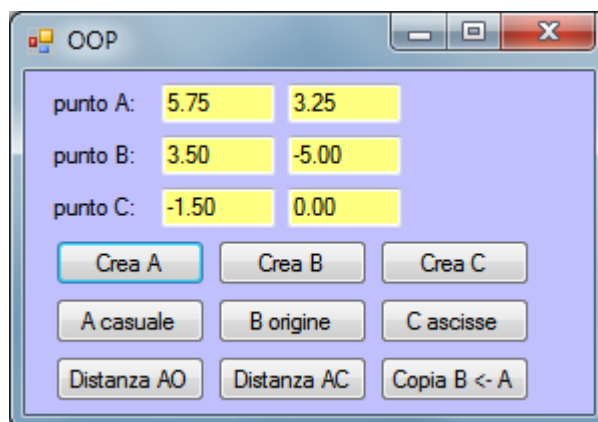 OOP
punto A: 5.75 3.25
punto B: 3.50 -5.00
punto C: -1.50 0.00
Crea A Crea B Crea C
A casuale B origine C ascisse
Distanza AO Distanza AC Copia B <- A